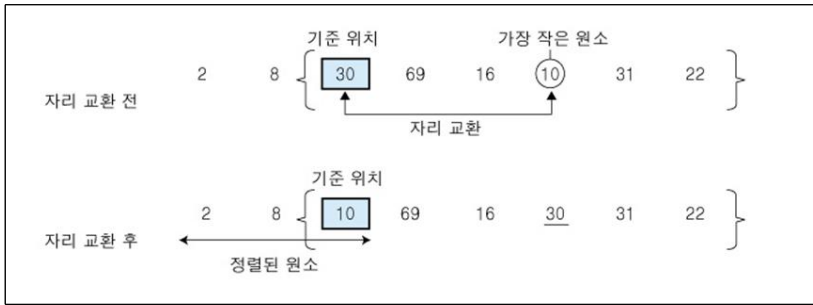 기준 위치 가장 작은 원소
2 8 30 69 16 10 31 22
자리 교환 전
자리 교환
기준 위치
2 8 10 69 16 30 31 22
자리 교환 후
정렬된 원소